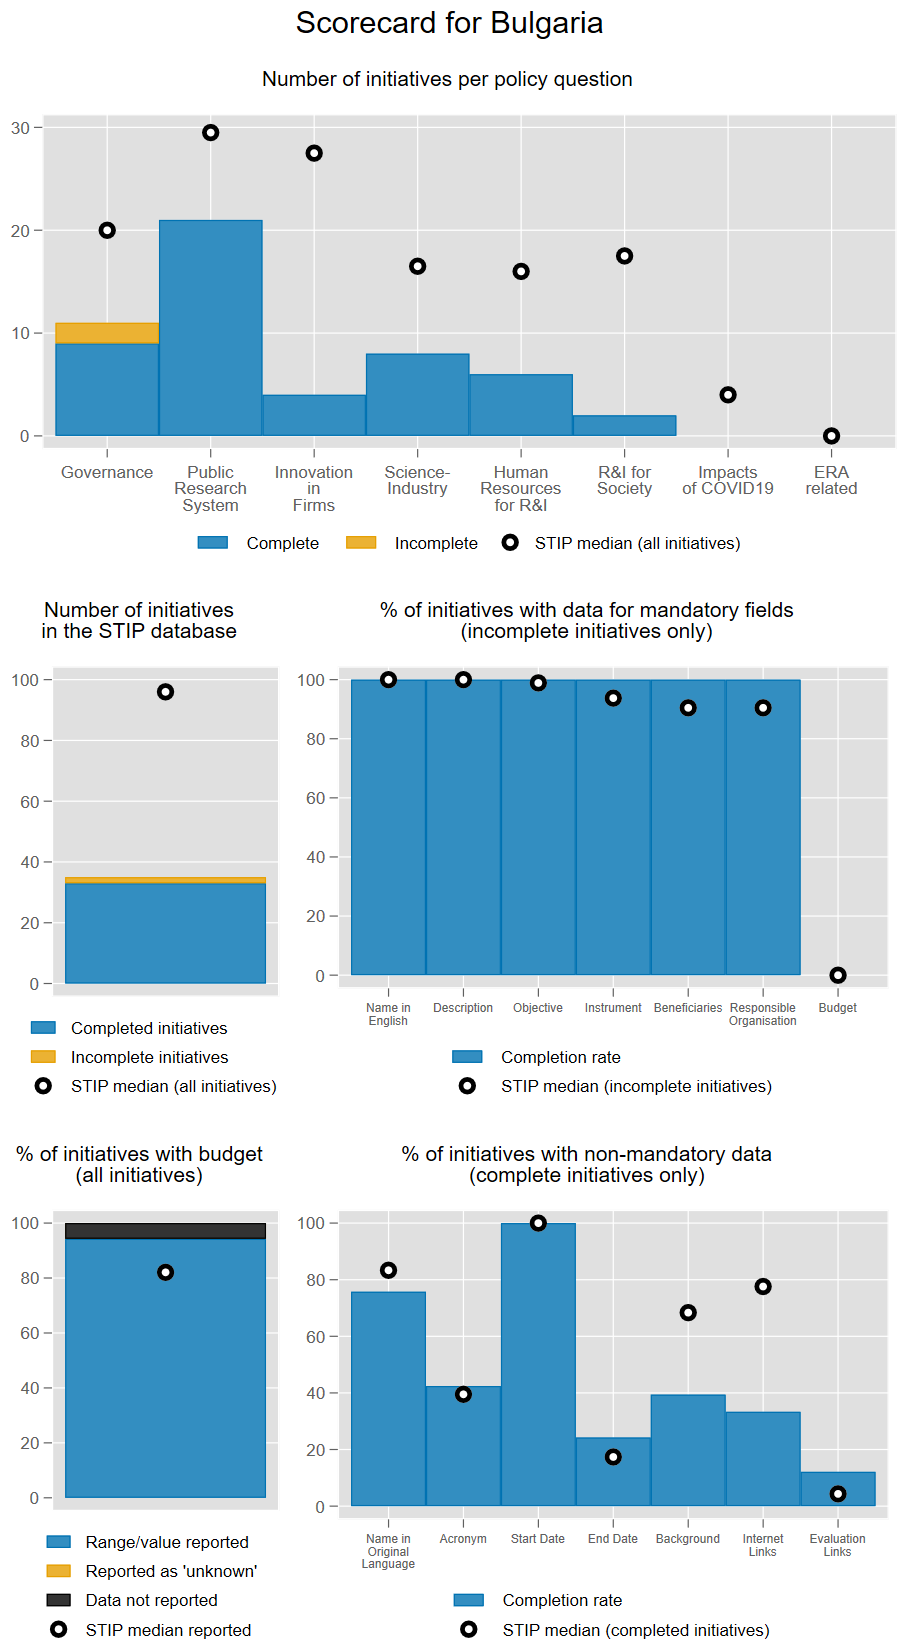 Scorecard for Bulgaria
Number of initiatives per policy question
30
20
10
0
Governance
Public
Research
System
Innovation
in
Firms
Science-
Industry
Human
Resources
for R&I
R&I for
Society
Impacts
of COVID19
ERA
related
Complete
Incomplete
STIP median (all initiatives)
Number of initiatives
in the STIP database
100
80
60
40
20
0
Completed initiatives
Incomplete initiatives
STIP median (all initiatives)
% of initiatives with data for mandatory fields
(incomplete initiatives only)
100
80
60
40
20
0
Name in
English
Description
Objective
Instrument
Beneficiaries
Responsible
Organisation
Budget
Completion rate
STIP median (incomplete initiatives)
% of initiatives with budget
(all initiatives)
100
80
60
40
20
0
Range/value reported
Reported as 'unknown'
Data not reported
STIP median reported
% of initiatives with non-mandatory data
(complete initiatives only)
100
80
60
40
20
0
Name in
Original
Language
Acronym
Start Date
End Date
Background
Internet
Links
Evaluation
Links
Completion rate
STIP median (completed initiatives)